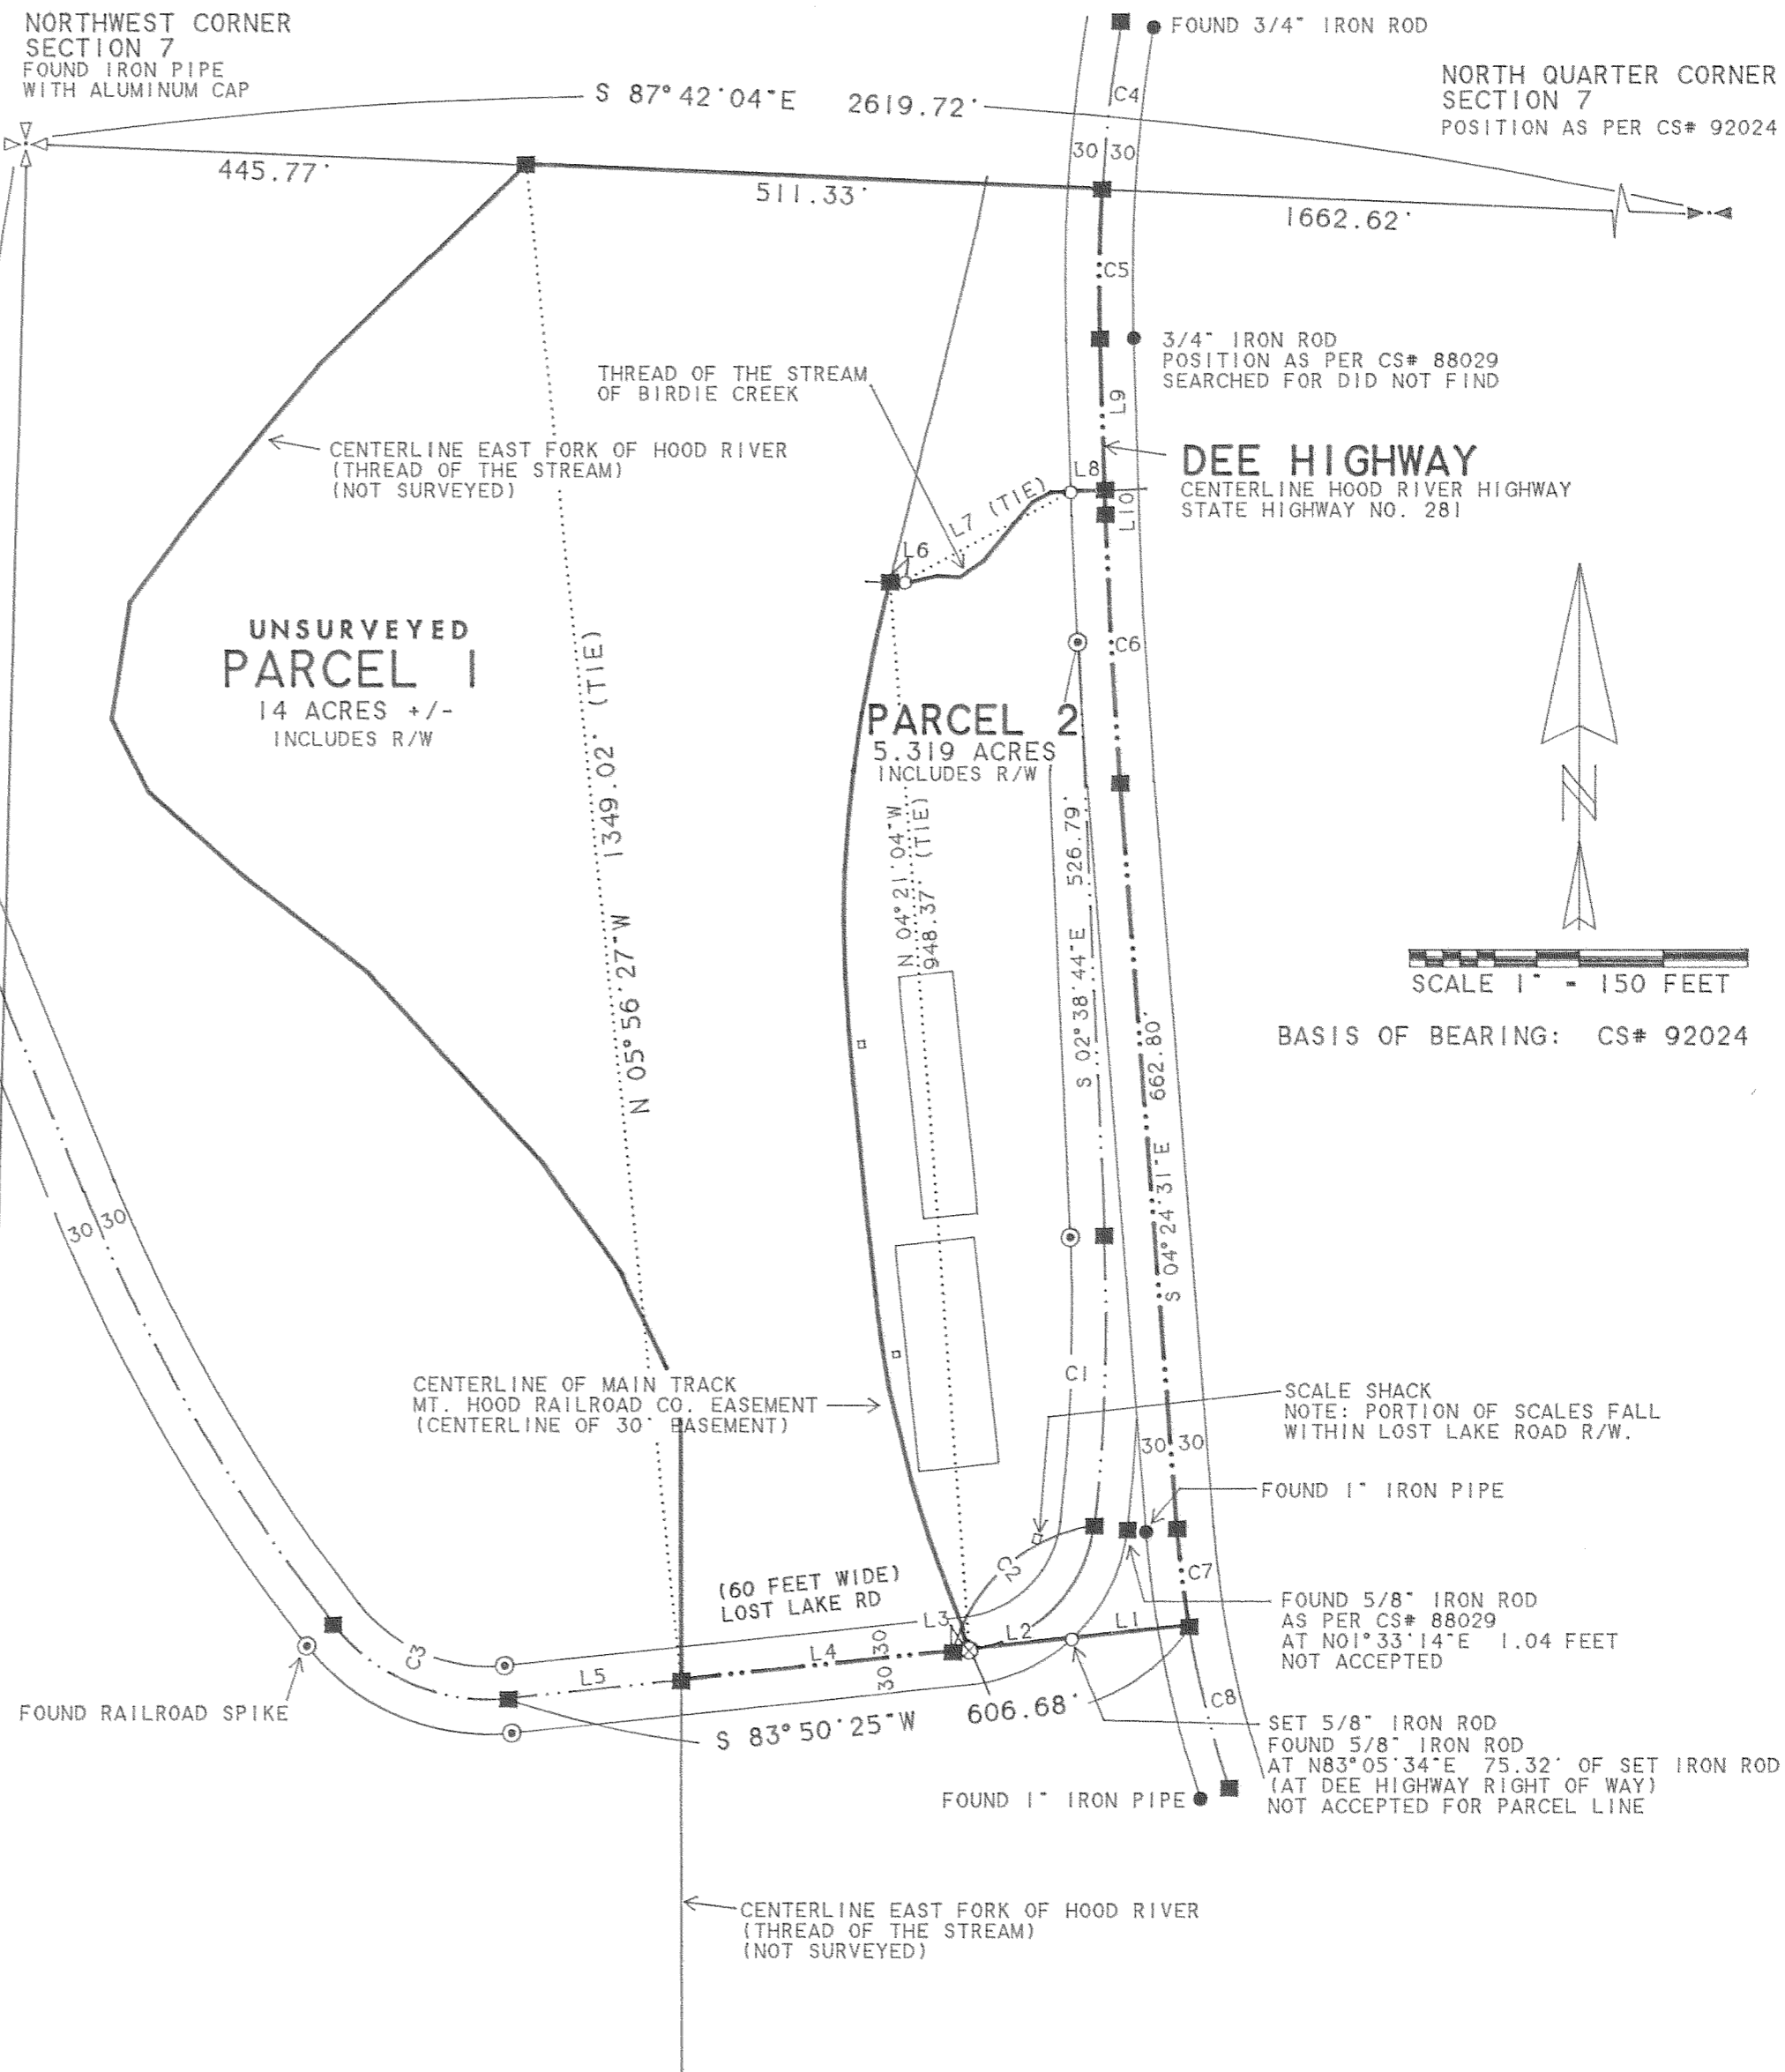 NORTHWEST CORNER
SECTION 7
FOUND IRON PIPE
WITH ALUMINUM CAP
FOUND 3/4" IRON ROD
NORTH QUARTER CORNER
SECTION 7
POSITION AS PER CS# 92024
S 87°42'04"E 2619.72'
C4
30 30
445.77'
511.33'
1662.62'
C5
3/4" IRON ROD
POSITION AS PER CS# 88029
SEARCHED FOR DID NOT FIND
THREAD OF THE STREAM
OF BIRDIE CREEK
L9
CENTERLINE EAST FORK OF HOOD RIVER
(THREAD OF THE STREAM)
(NOT SURVEYED)
DEE HIGHWAY
CENTERLINE HOOD RIVER HIGHWAY
STATE HIGHWAY NO. 281
L8
L7 (TIE)
L10
L6
UNSURVEYED
PARCEL 1
14 ACRES +/-
INCLUDES R/W
C6
PARCEL 2
5.319 ACRES
INCLUDES R/W
N 05°56'27"W 1349.02' (TIE)
N 04°21'04"W
948.37' (TIE)
S 02°38'44"E 526.79'
S 04°24'31"E 662.80'
N
SCALE 1" = 150 FEET
BASIS OF BEARING: CS# 92024
30 30
C1
CENTERLINE OF MAIN TRACK
MT. HOOD RAILROAD CO. EASEMENT
(CENTERLINE OF 30' EASEMENT)
SCALE SHACK
NOTE: PORTION OF SCALES FALL
WITHIN LOST LAKE ROAD R/W.
30 30
FOUND 1" IRON PIPE
C2
C7
(60 FEET WIDE)
LOST LAKE RD
FOUND 5/8" IRON ROD
AS PER CS# 88029
AT N01°33'14"E 1.04 FEET
NOT ACCEPTED
L3
L2
L1
L4
30 30
C3
L5
C8
FOUND RAILROAD SPIKE
S 83°50'25"W 606.68'
SET 5/8" IRON ROD
FOUND 5/8" IRON ROD
AT N83°05'34"E 75.32' OF SET IRON ROD
(AT DEE HIGHWAY RIGHT OF WAY)
NOT ACCEPTED FOR PARCEL LINE
FOUND 1" IRON PIPE
CENTERLINE EAST FORK OF HOOD RIVER
(THREAD OF THE STREAM)
(NOT SURVEYED)